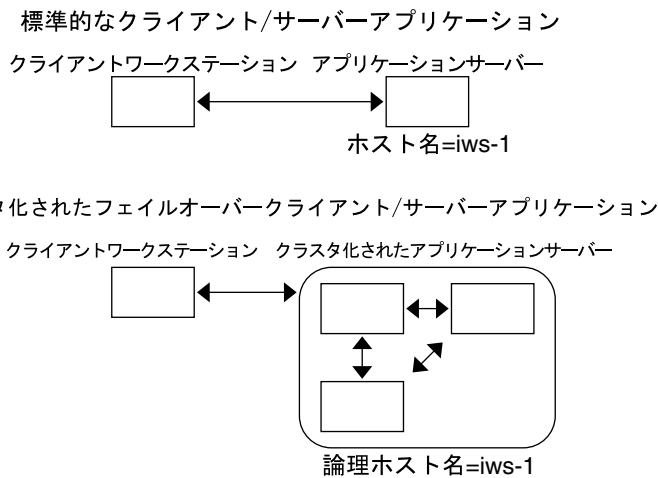 標準的なクライアント/サーバーアプリケーション
クライアントワークステーション アプリケーションサーバー
ホスト名=iws-1
化されたフェイルオーバークライアント/サーバーアプリケーション
クライアントワークステーション クラスタ化されたアプリケーションサーバー
論理ホスト名=iws-1